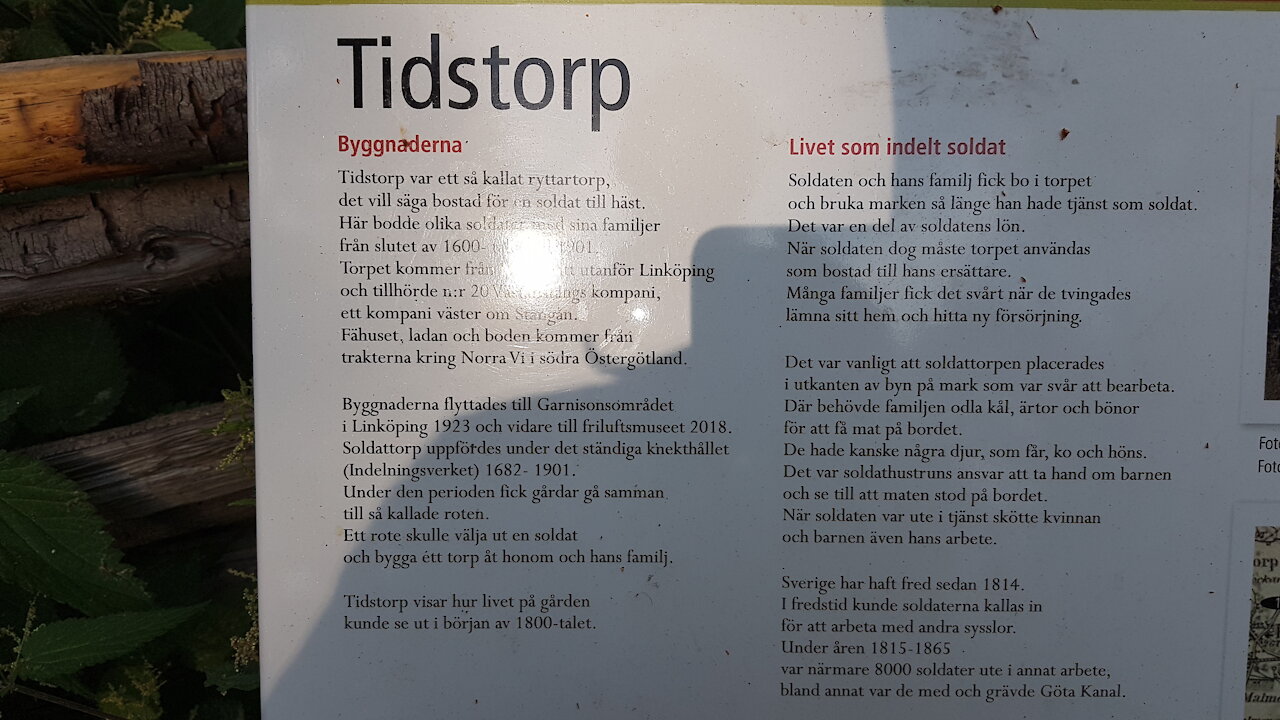 Tidstorp
Byggnaderna
Tidstorp var ett så kallat ryttartorp,
det vill säga bostad för en soldat till häst.
Här bodde olika soldater med sina familjer
från slutet av 1600- 1901.
Torpet kommer från utanför Linköping
och tillhörde n:r 20 kompani,
ett kompani väster om Stångån.
Fähuset, ladan och boden kommer från
trakterna kring Norra Vi i södra Östergötland.
Byggnaderna flyttades till Garnisonsområdet
i Linköping 1923 och vidare till friluftsmuseet 2018.
Soldattorp uppfördes under det ständiga knekthållet
(Indelningsverket) 1682- 1901.
Under den perioden fick gårdar gå samman
till så kallade roten.
Ett rote skulle välja ut en soldat
och bygga ett torp åt honom och hans familj.
Tidstorp visar hur livet på gården
kunde se ut i början av 1800-talet.
Livet som indelt soldat
Soldaten och hans familj fick bo i torpet
och bruka marken så länge han hade tjänst som soldat.
Det var en del av soldatens lön.
När soldaten dog måste torpet användas
som bostad till hans ersättare.
Många familjer fick det svårt när de tvingades
lämna sitt hem och hitta ny försörjning.
Det var vanligt att soldattorpen placerades
i utkanten av byn på mark som var svår att bearbeta.
Där behövde familjen odla kål, ärtor och bönor
för att få mat på bordet.
De hade kanske några djur, som får, ko och höns.
Det var soldathustruns ansvar att ta hand om barnen
och se till att maten stod på bordet.
När soldaten var ute i tjänst skötte kvinnan
och barnen även hans arbete.
Sverige har haft fred sedan 1814.
I fredstid kunde soldaterna kallas in
för att arbeta med andra sysslor.
Under åren 1815-1865
var närmare 8000 soldater ute i annat arbete,
bland annat var de med och grävde Göta Kanal.